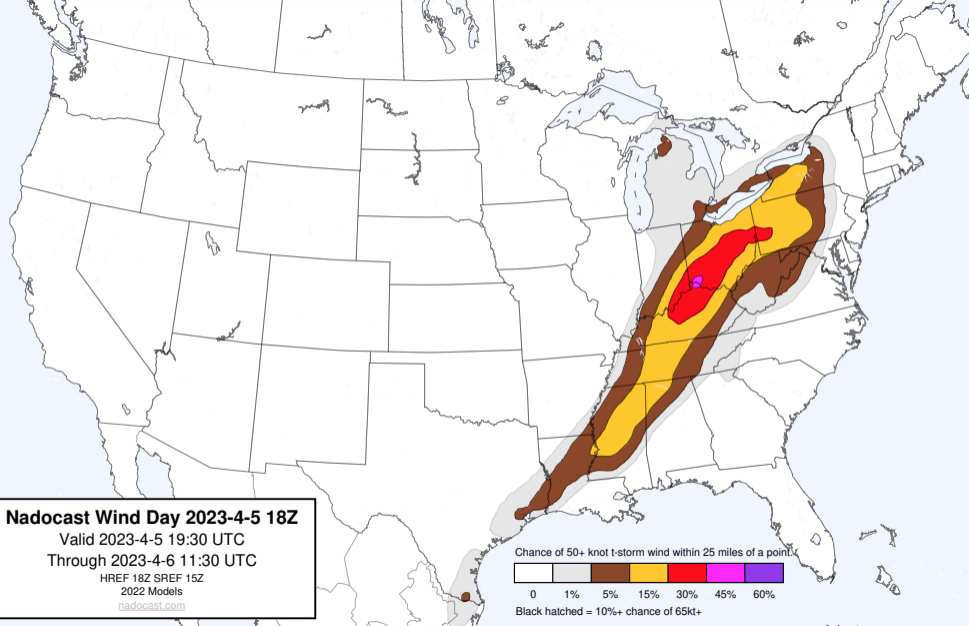 Nadocast Wind Day 2023-4-5 18Z
Valid 2023-4-5 19:30 UTC
Through 2023-4-6 11:30 UTC
HREF 18Z SREF 15Z
2022 Models
nadocast.com
Chance of 50+ knot t-storm wind within 25 miles of a point.
0 1% 5% 15% 30% 45% 60%
Black hatched = 10%+ chance of 65kt+